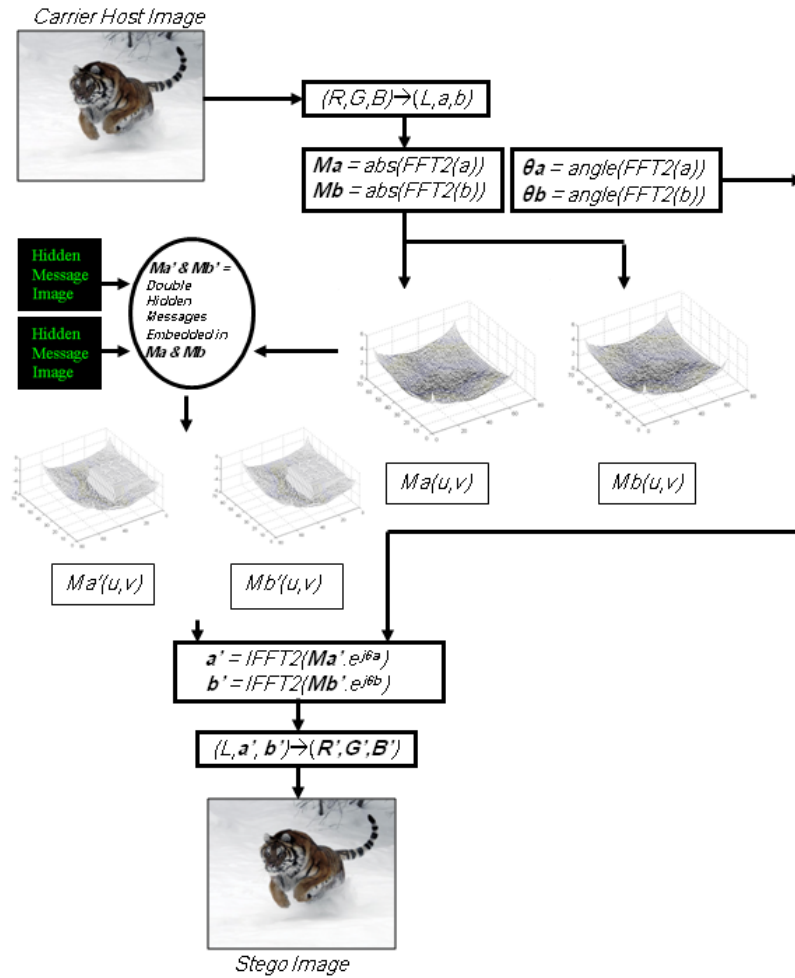 Carrier Host Image
(R,G,B)→(L,a,b)
Ma = abs(FFT2(a))
Mb = abs(FFT2(b))
θa = angle(FFT2(a))
θb = angle(FFT2(b))
Hidden
Message
Image
Hidden
Message
Image
Ma' & Mb' =
Double
Hidden
Messages
Embedded in
Ma & Mb
Ma(u,v)
Mb(u,v)
Ma'(u,v)
Mb'(u,v)
a' = IFFT2(Ma'.e^jθa)
b' = IFFT2(Mb'.e^jθb)
(L,a', b')→(R',G',B')
Stego Image